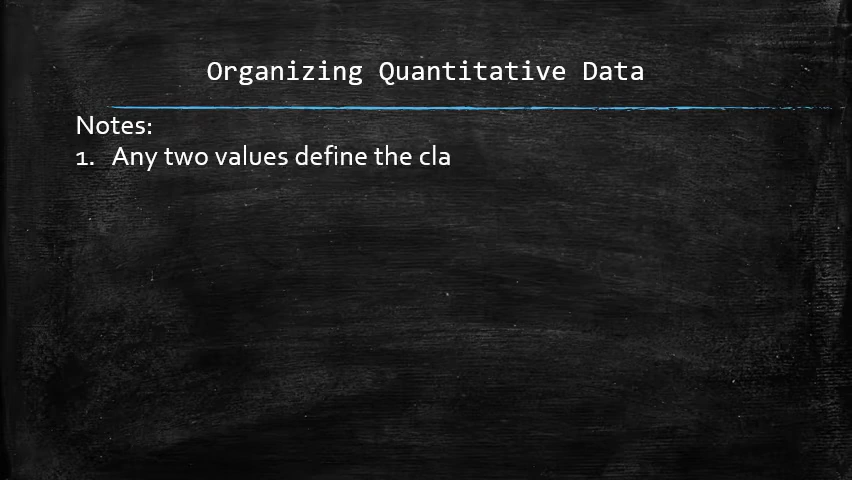 Organizing Quantitative Data
Notes:
1. Any two values define the cla